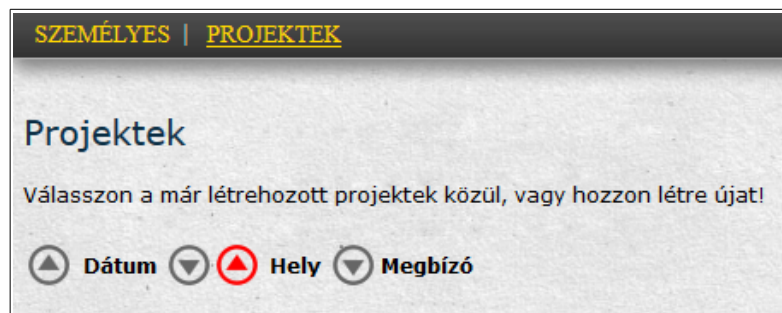 SZEMÉLYES | PROJEKTEK
Projektek
Válasszon a már létrehozott projektek közül, vagy hozzon létre újat!
Dátum Hely Megbízó